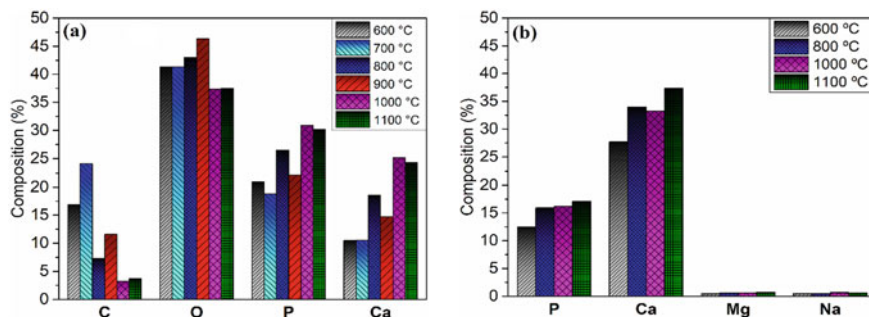 (a)
600 °C
700 °C
800 °C
900 °C
1000 °C
1100 °C
Composition (%)
50
45
40
35
30
25
20
15
10
5
0
C O P Ca
(b)
600 ºC
800 ºC
1000 ºC
1100 ºC
Composition (%)
50
45
40
35
30
25
20
15
10
5
0
P Ca Mg Na